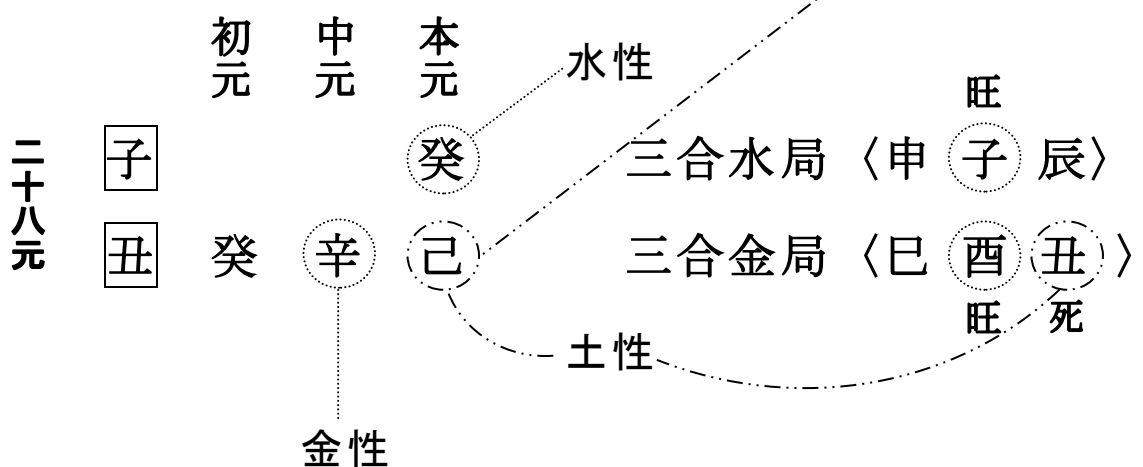 二十八元
初元
中元
本元
水性
旺
子
癸
三合水局〈申子辰〉
丑
癸
辛
己
三合金局〈巳酉丑〉
旺
死
土性
金性